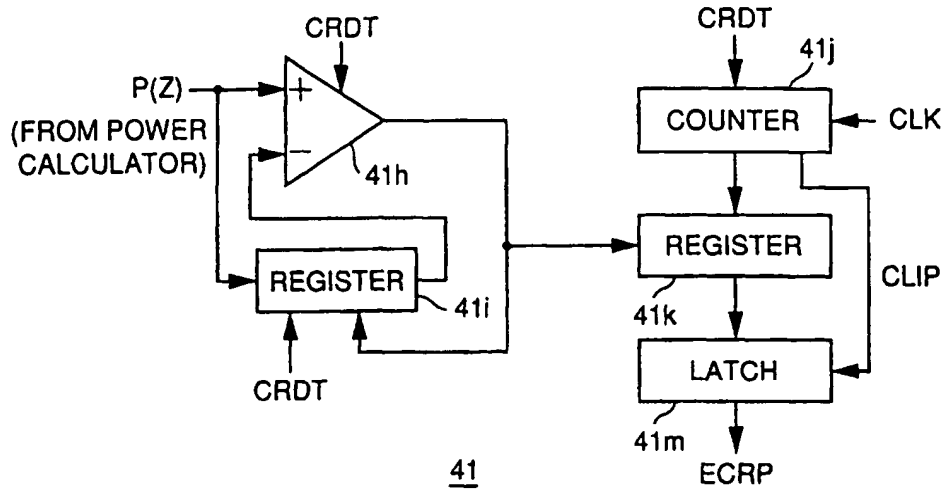 CRDT
P(Z)
(FROM POWER
CALCULATOR)
+
−
41h
REGISTER
41i
CRDT
CRDT
41j
COUNTER
CLK
REGISTER
41k
CLIP
LATCH
41m
ECRP
41